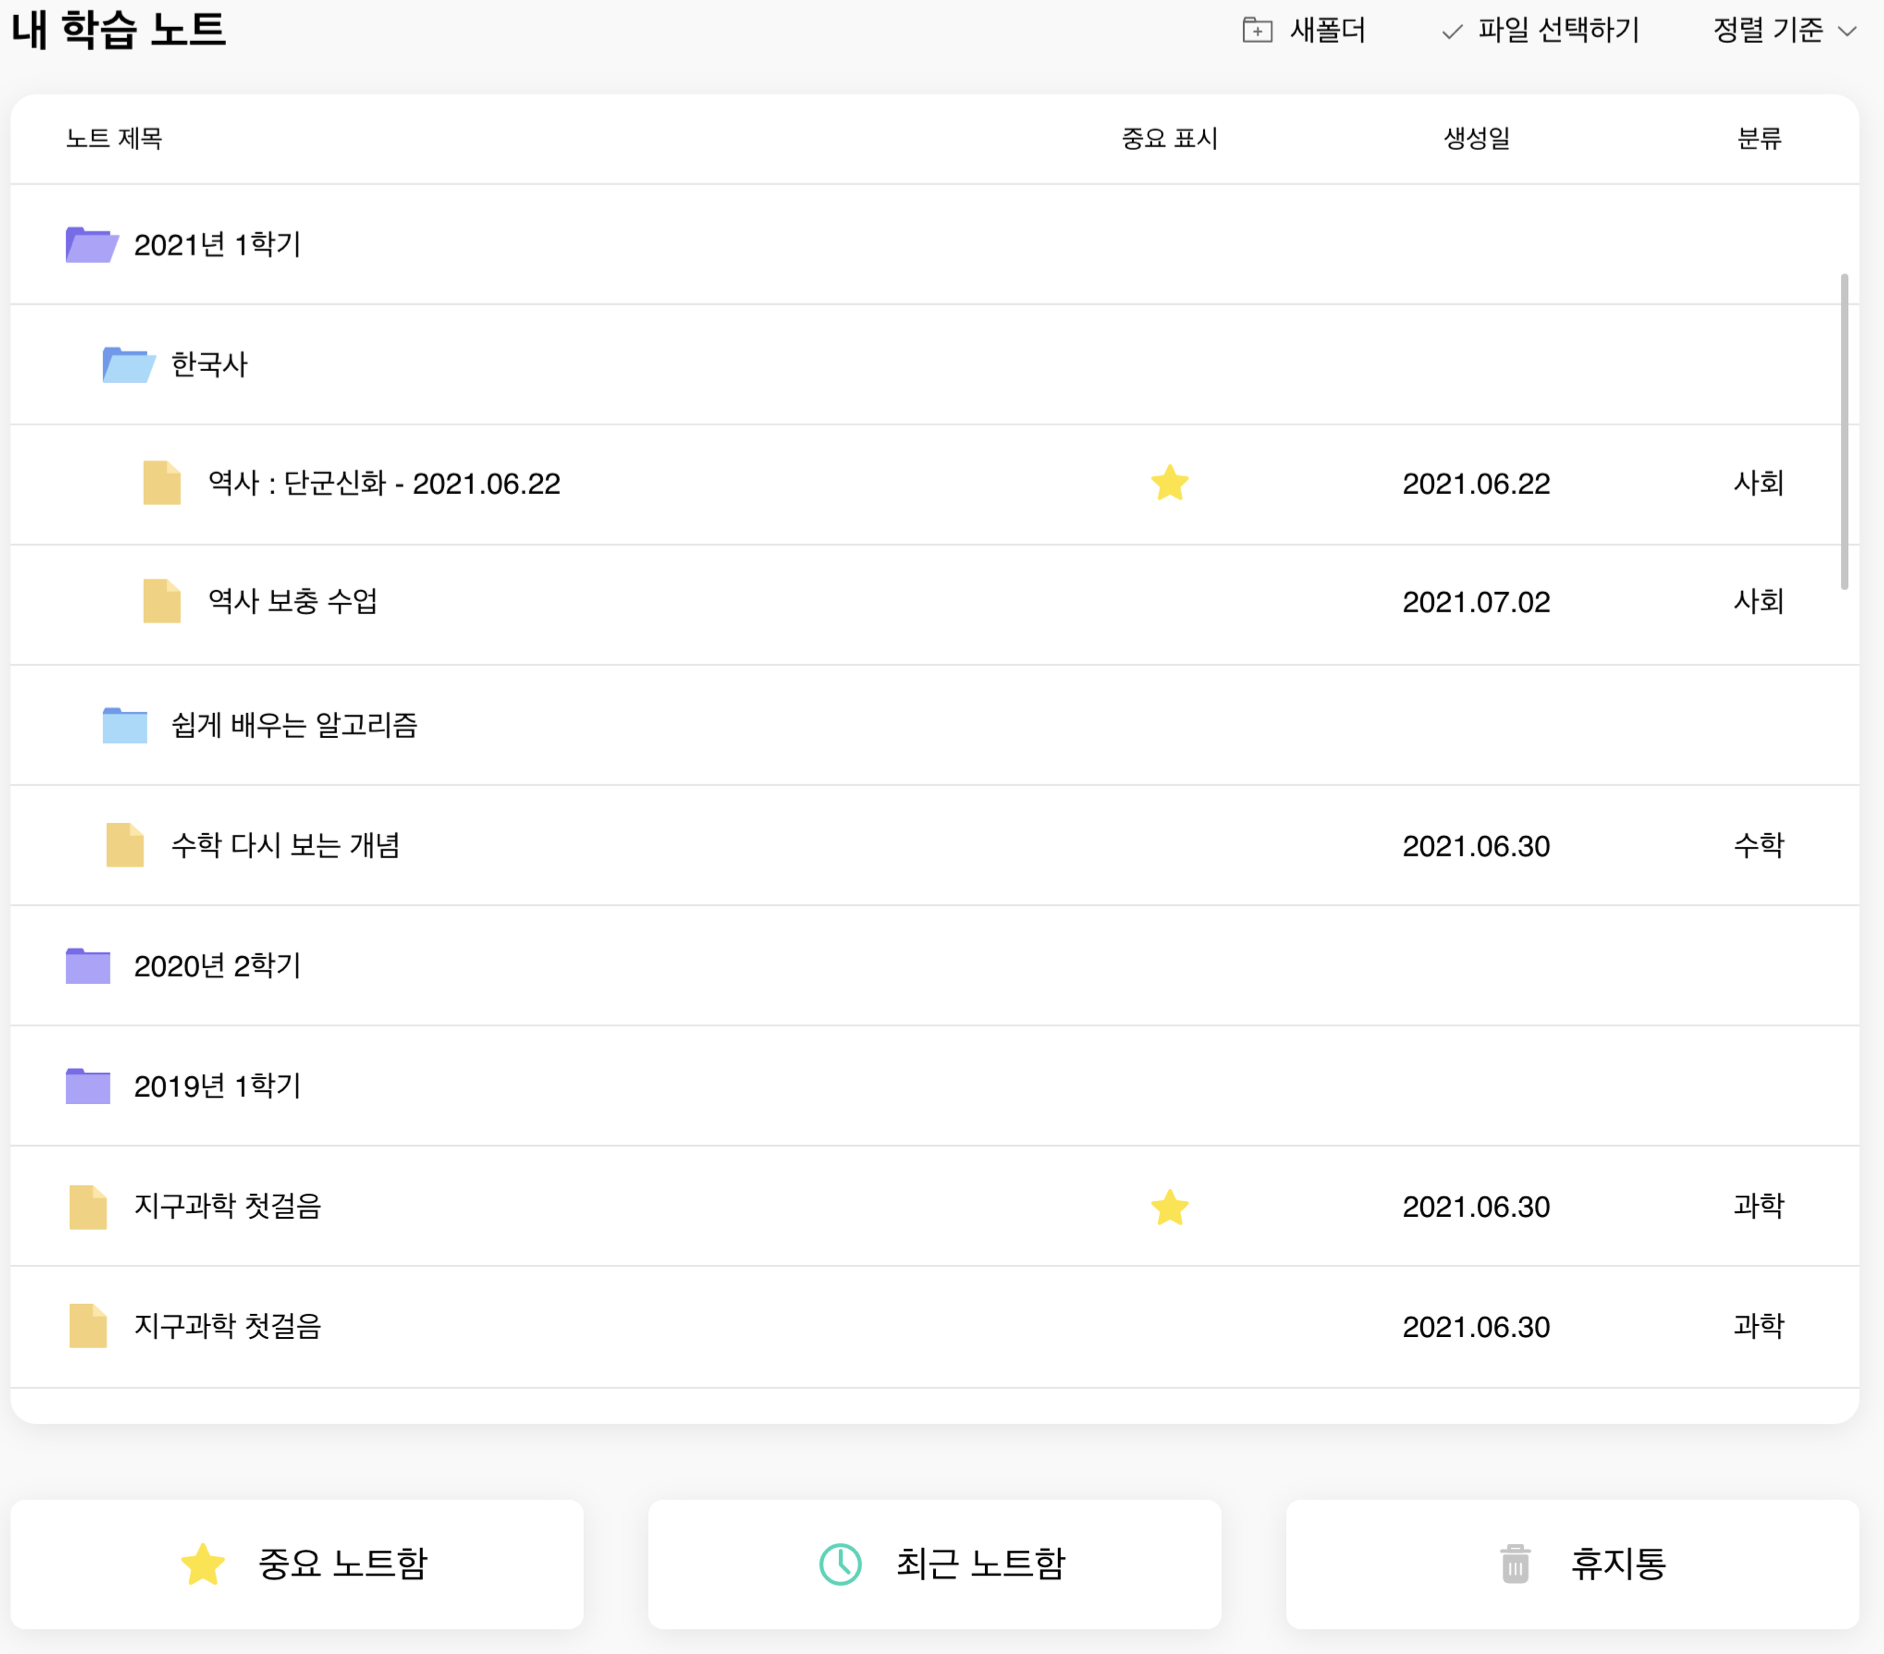 내 학습 노트
새폴더 파일 선택하기 정렬 기준
노트 제목 중요 표시 생성일 분류
2021년 1학기
한국사
역사 : 단군신화 - 2021.06.22 2021.06.22 사회
역사 보충 수업 2021.07.02 사회
쉽게 배우는 알고리즘
수학 다시 보는 개념 2021.06.30 수학
2020년 2학기
2019년 1학기
지구과학 첫걸음 2021.06.30 과학
지구과학 첫걸음 2021.06.30 과학
중요 노트함 최근 노트함 휴지통